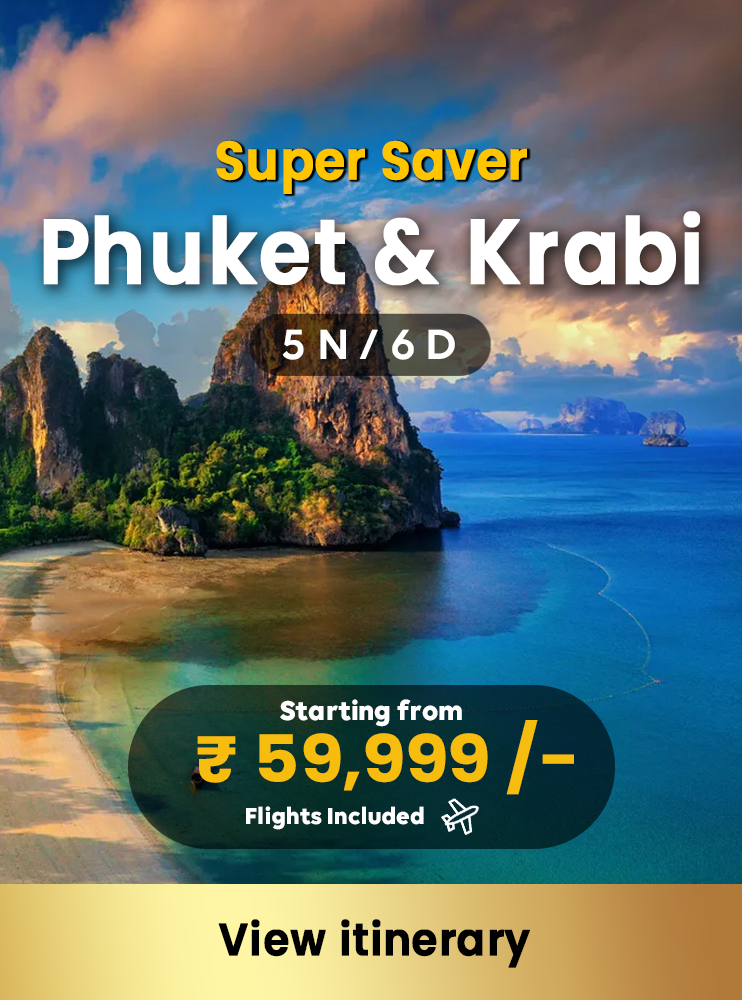 Super Saver
Phuket & Krabi
5 N / 6 D
Starting from
₹ 59,999 /-
Flights Included
View itinerary